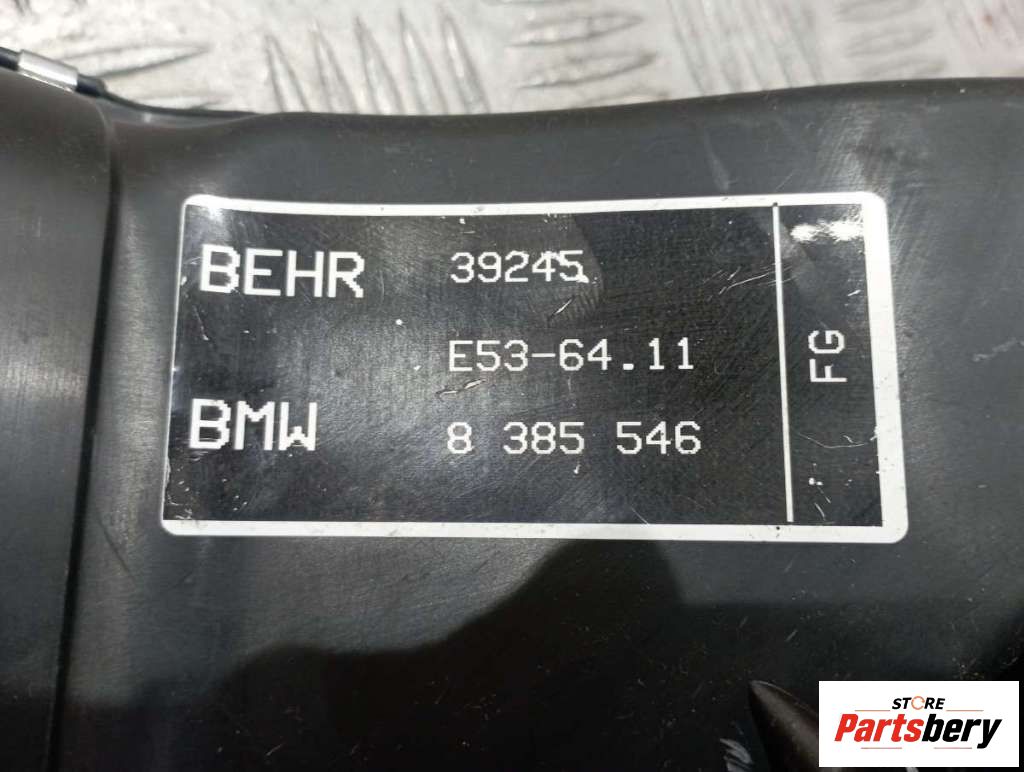 BEHR 39245
E53-64.11
BMW 8 385 546
FG
STORE
Partsbery